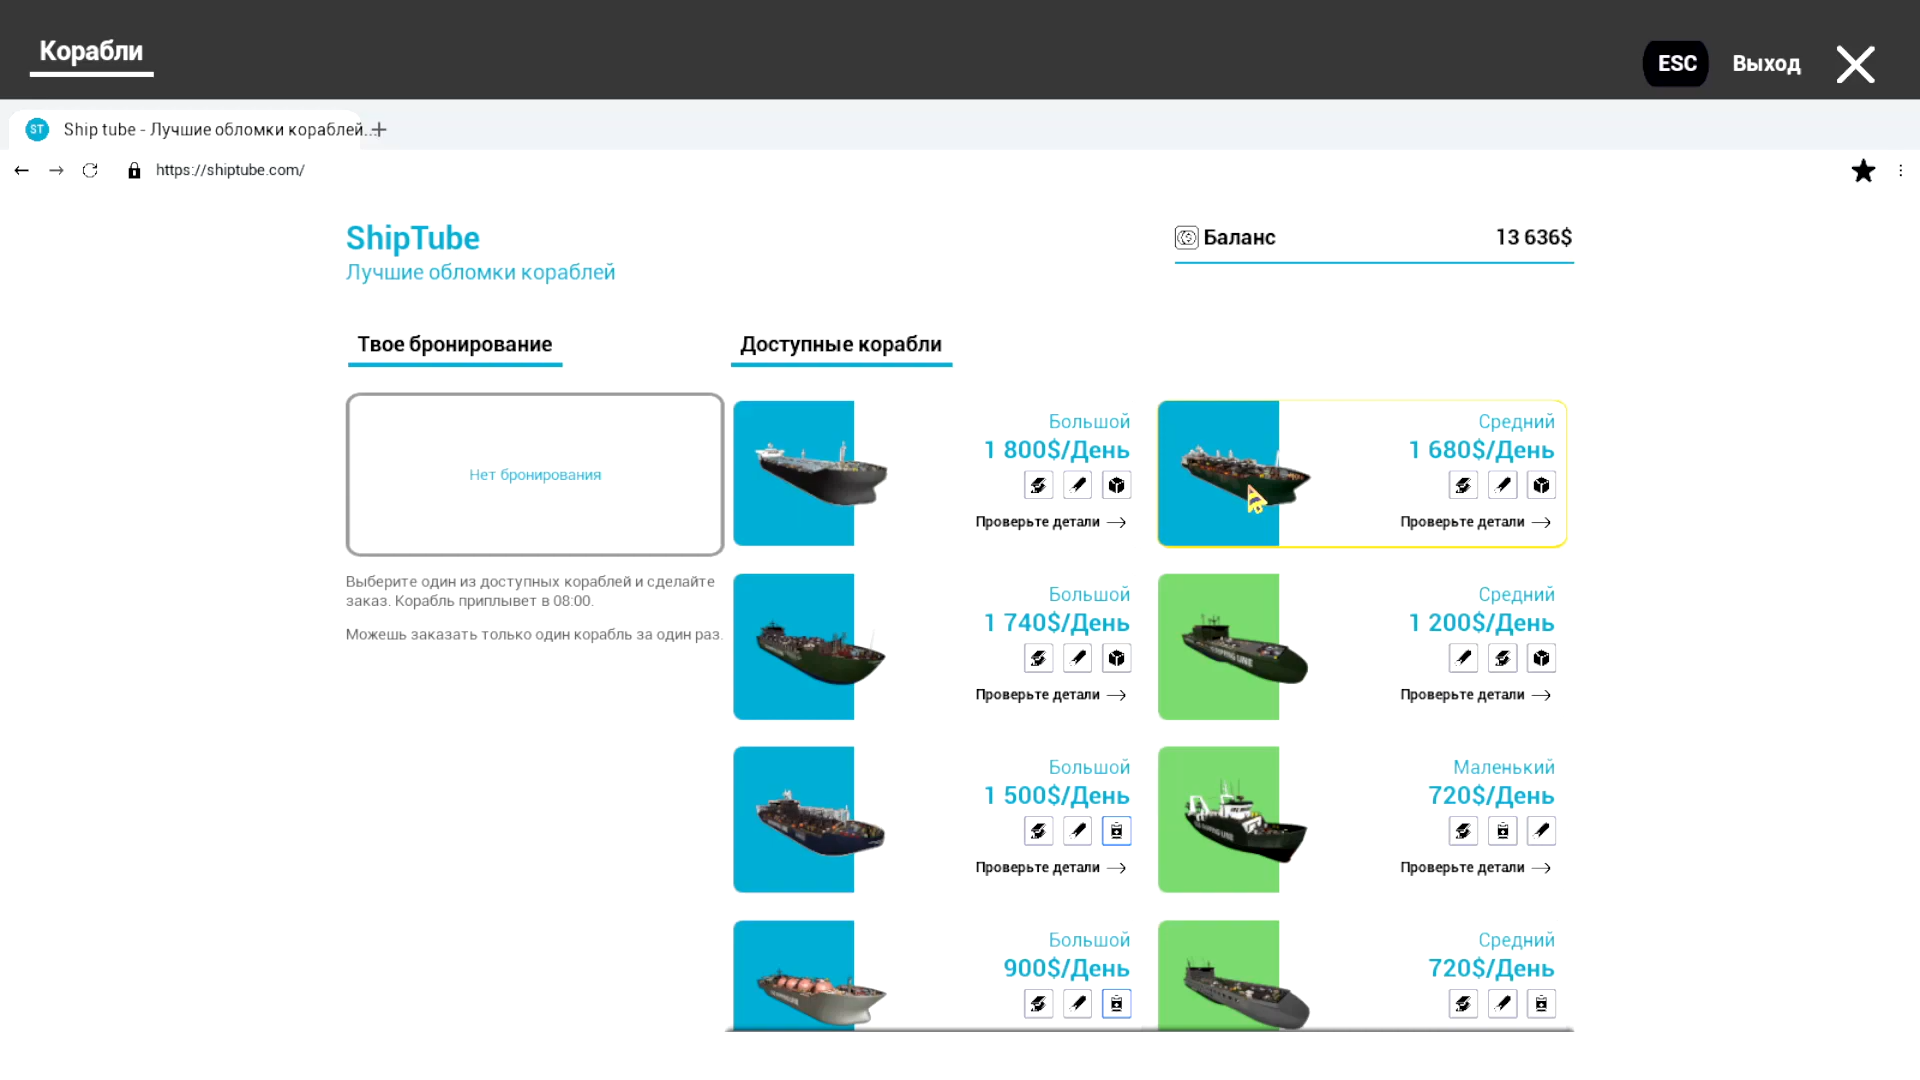 Корабли
ESC Выход
ST Ship tube - Лучшие обломки кораблей...
https://shiptube.com/
ShipTube
Лучшие обломки кораблей
Баланс 13 636$
Твое бронирование
Нет бронирования
Выберите один из доступных кораблей и сделайте
заказ. Корабль приплывет в 08:00.
Можешь заказать только один корабль за один раз.
Доступные корабли
Большой
1 800$/День
Проверьте детали
Средний
1 680$/День
Проверьте детали
Большой
1 740$/День
Проверьте детали
Средний
1 200$/День
Проверьте детали
Большой
1 500$/День
Проверьте детали
Маленький
720$/День
Проверьте детали
Большой
900$/День
Средний
720$/День